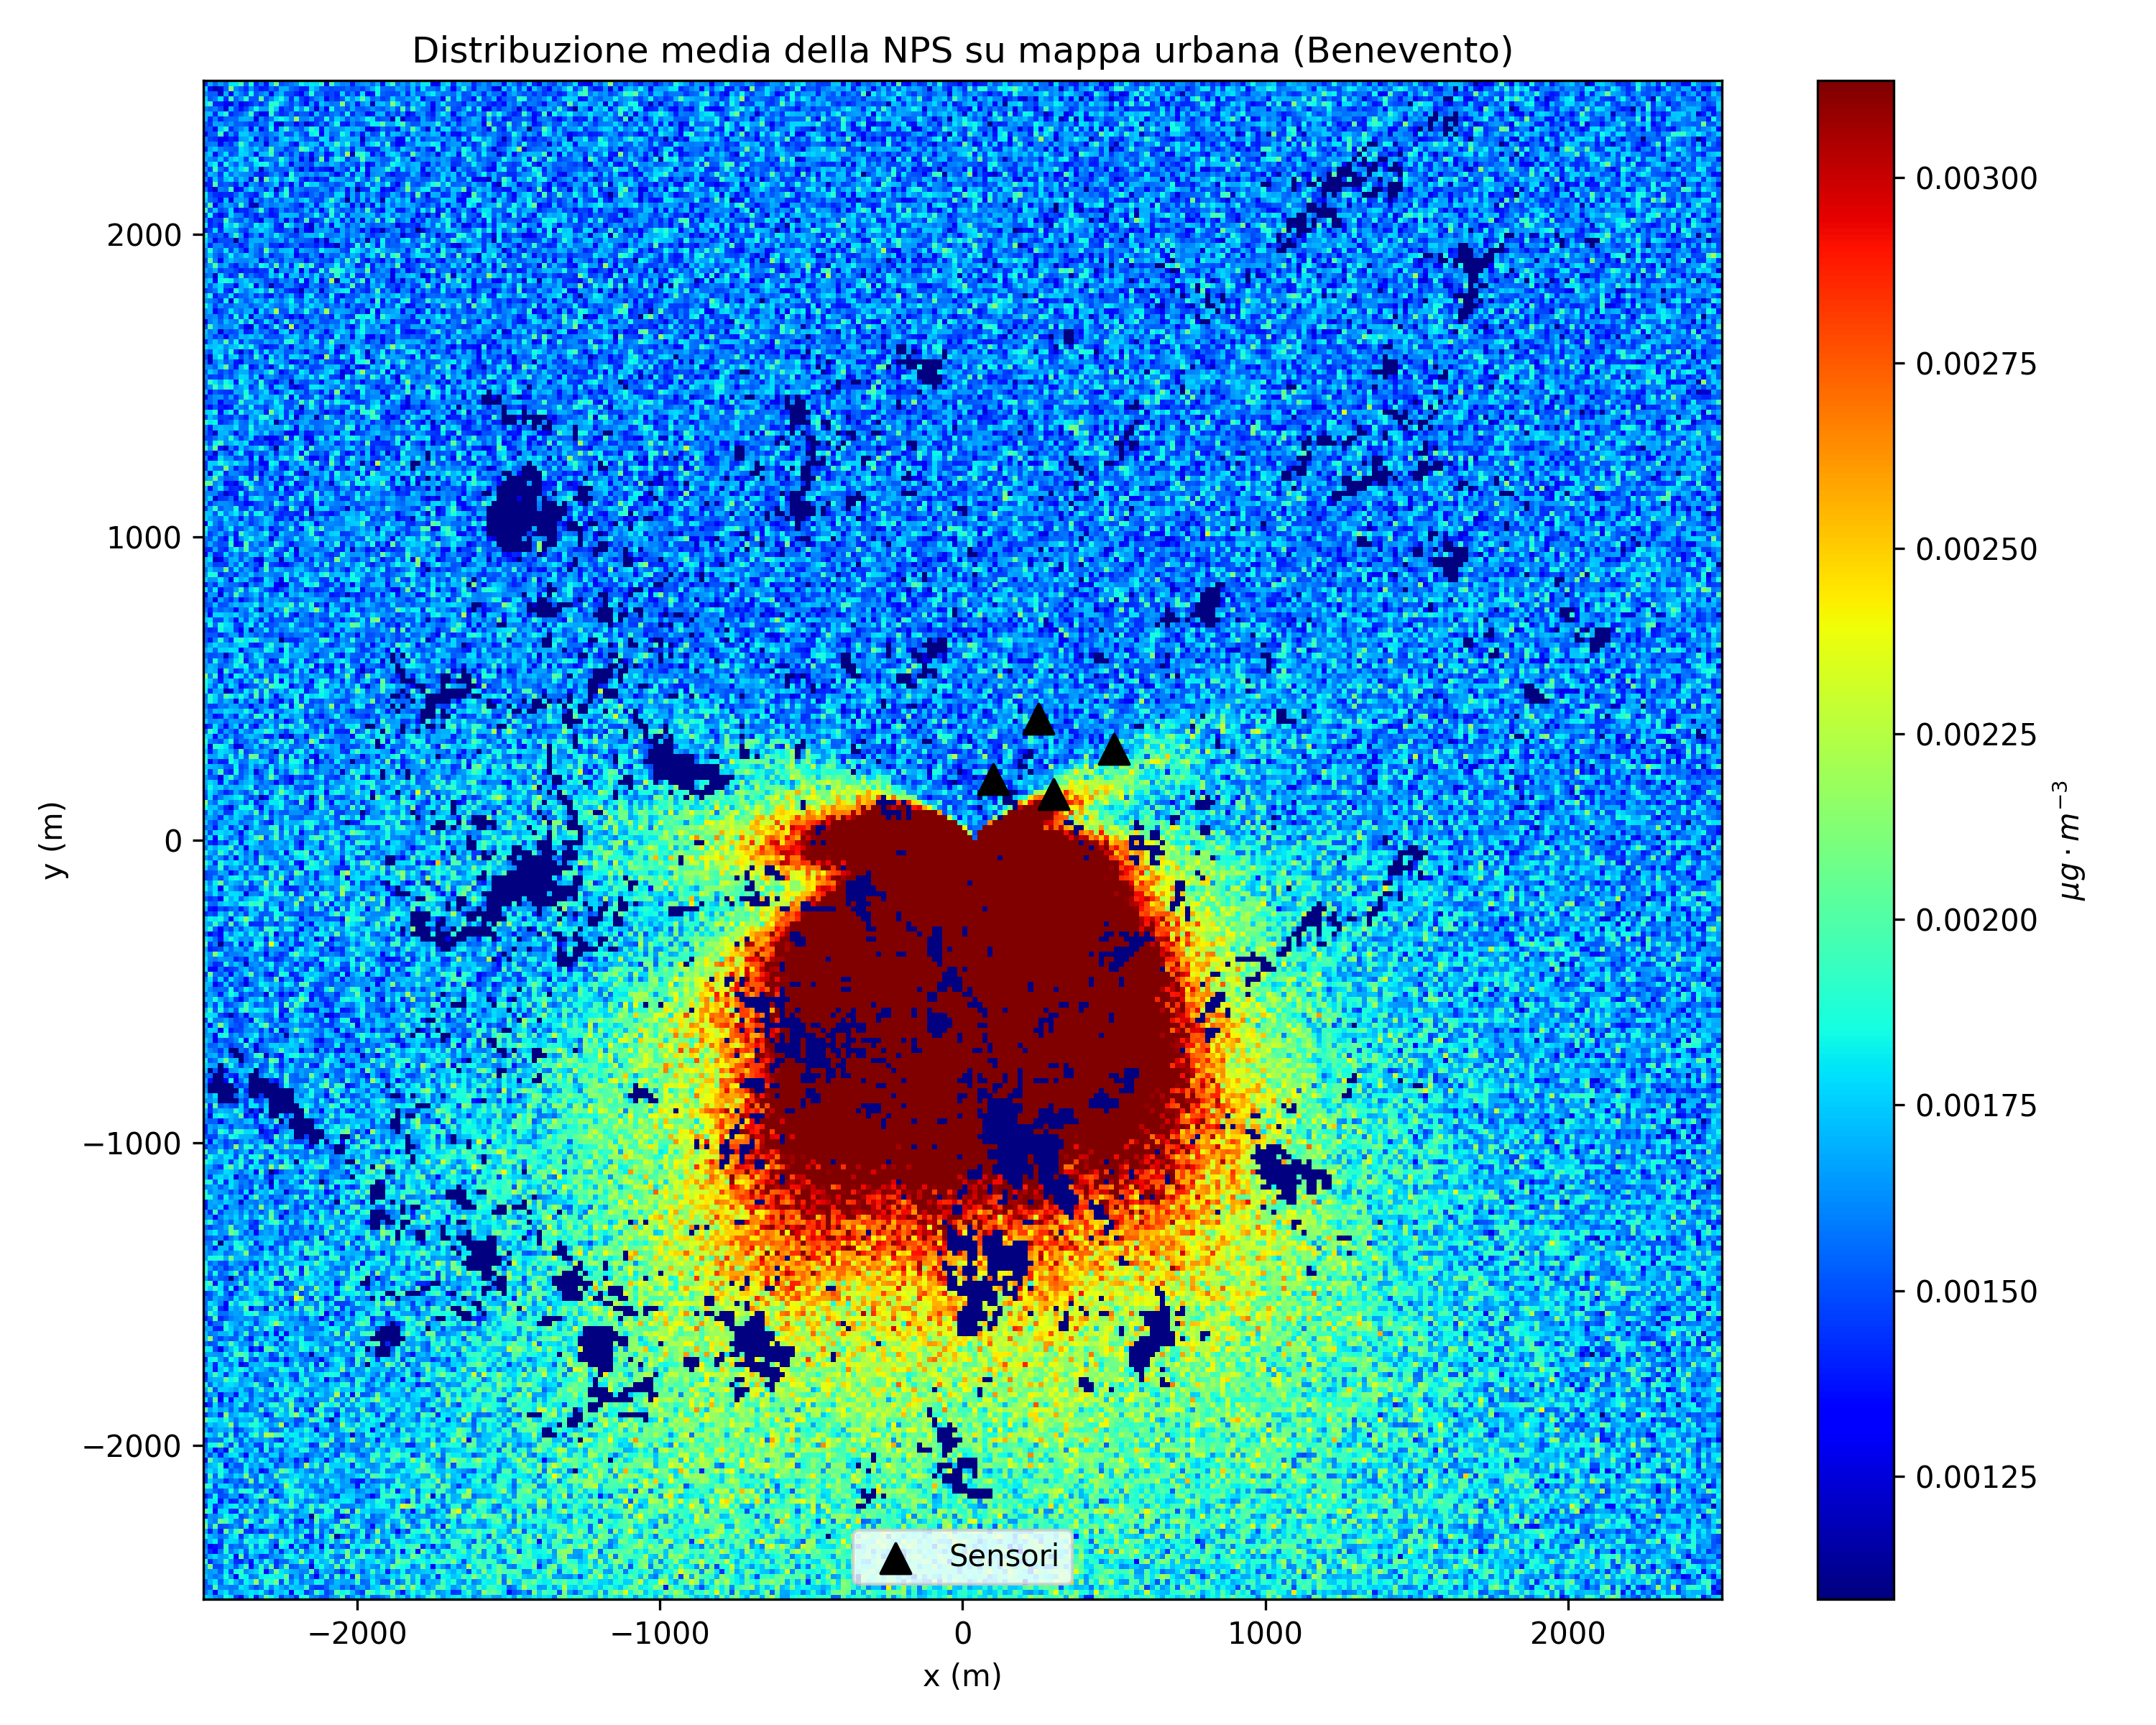 Distribuzione media della NPS su mappa urbana (Benevento)
2000
1000
0
−1000
−2000
y (m)
−2000 −1000 0 1000 2000
x (m)
Sensori
0.00300
0.00275
0.00250
0.00225
0.00200
0.00175
0.00150
0.00125
μg · m⁻³